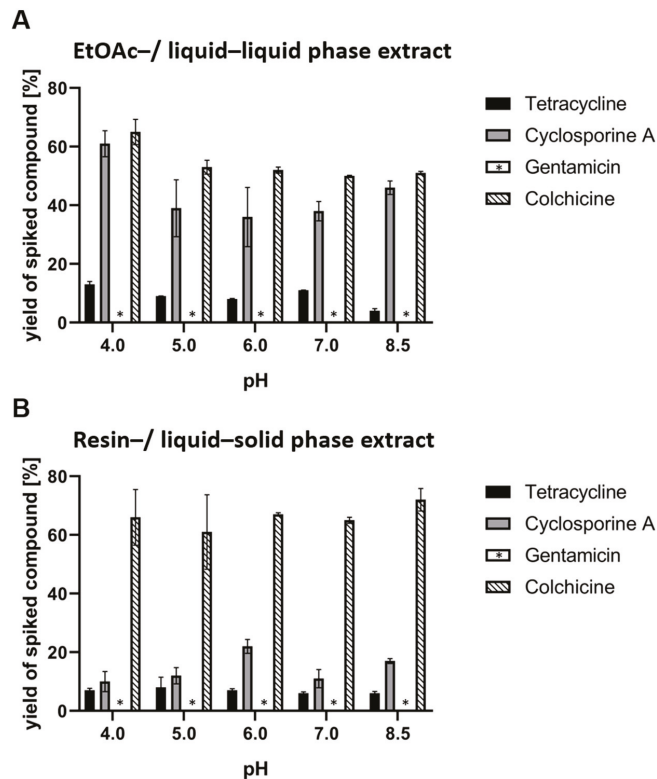 A
EtOAc–/ liquid–liquid phase extract
yield of spiked compound [%]
80
60
40
20
0
* * * * *
4.0 5.0 6.0 7.0 8.5
pH
Tetracycline
Cyclosporine A
* Gentamicin
Colchicine
B
Resin–/ liquid–solid phase extract
yield of spiked compound [%]
80
60
40
20
0
* * * * *
4.0 5.0 6.0 7.0 8.5
pH
Tetracycline
Cyclosporine A
* Gentamicin
Colchicine